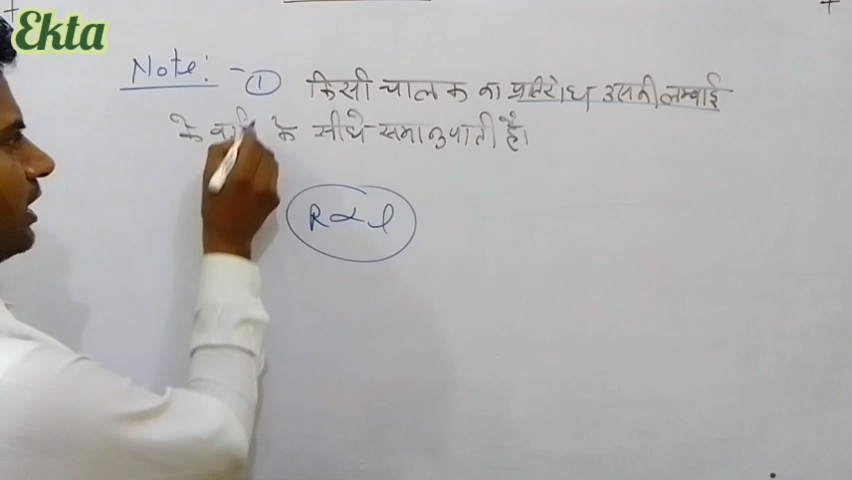 Ekta
Note:- ① किसी चालक का प्रतिरोध उसकी लम्बाई
के वर्ग के सीधे समानुपाती है।
R ∝ l